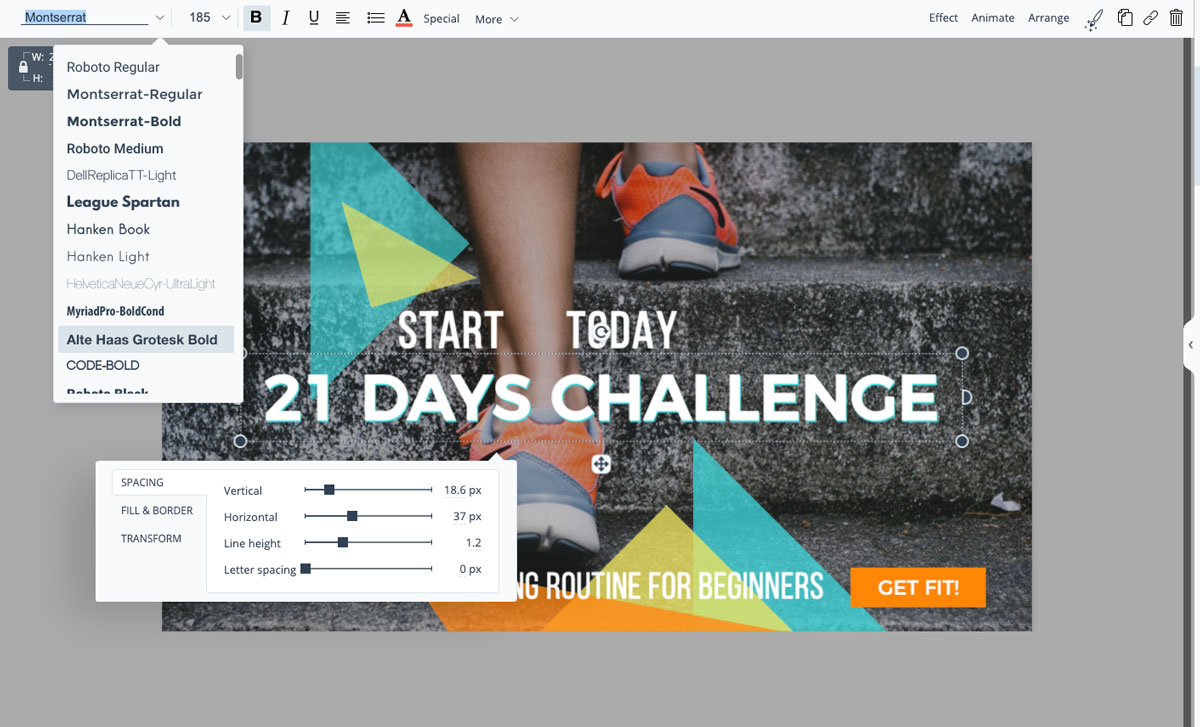 Montserrat 185 B I U A Special More Effect Animate Arrange
W: 2
H:
Roboto Regular
Montserrat-Regular
Montserrat-Bold
Roboto Medium
DellReplicaTT-Light
League Spartan
Hanken Book
Hanken Light
HelveticaNeueCyr-UltraLight
MyriadPro-BoldCond
Alte Haas Grotesk Bold
CODE-BOLD
Roboto Black
START TODAY
21 DAYS CHALLENGE
SPACING
FILL & BORDER
TRANSFORM
Vertical 18.6 px
Horizontal 37 px
Line height 1.2
Letter spacing 0 px
NG ROUTINE FOR BEGINNERS
GET FIT!